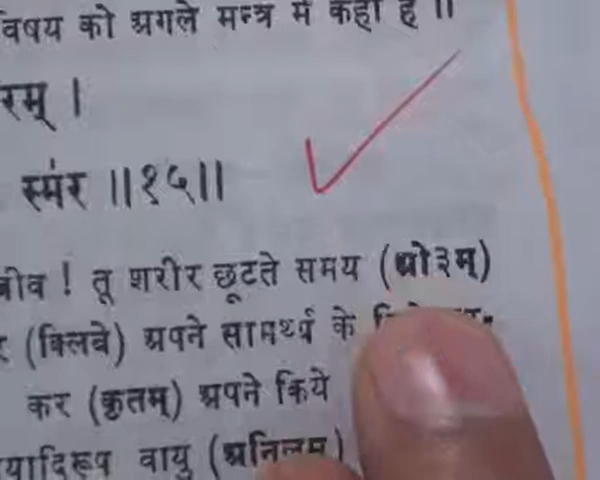 विषय को अगले मन्त्र में कहा है ॥
रम् ।
स्मर ॥१५॥
जीव ! तू शरीर छूटते समय (ओ३म्)
(क्लिबे) अपने सामर्थ्य के
कर (कृतम्) अपने किये
वायु (अनिलम्)